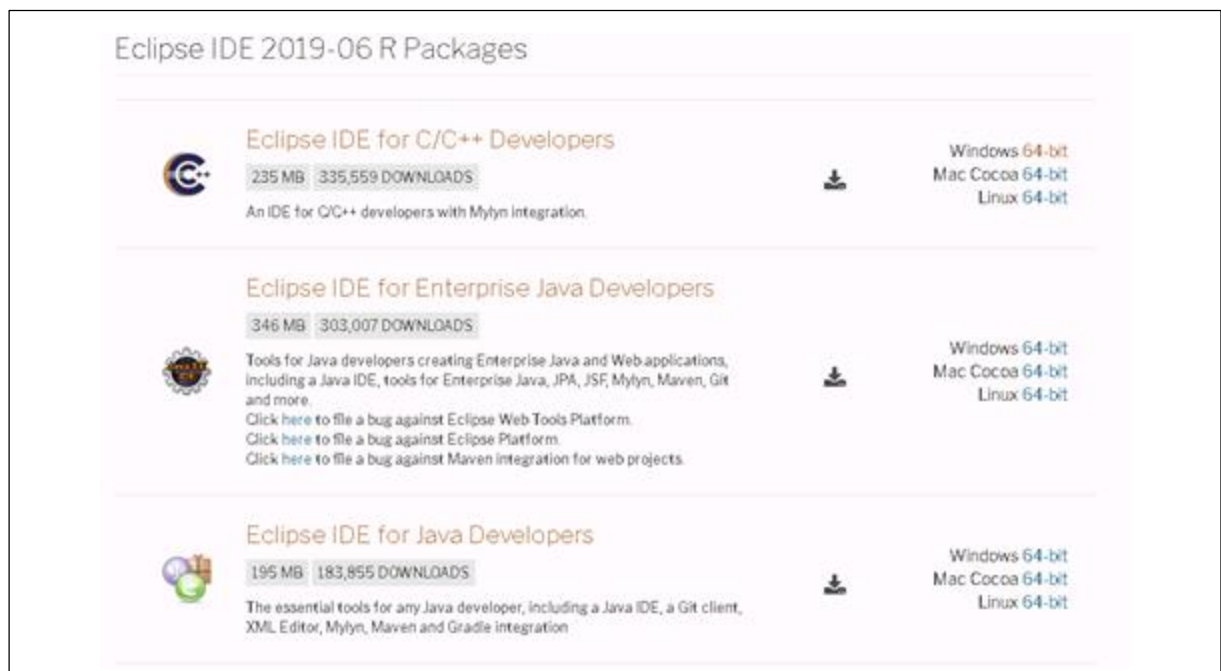 Eclipse IDE 2019-06 R Packages
Eclipse IDE for C/C++ Developers
235 MB 335,559 DOWNLOADS
An IDE for C/C++ developers with Mylyn integration.
Windows 64-bit
Mac Cocoa 64-bit
Linux 64-bit
Eclipse IDE for Enterprise Java Developers
346 MB 303,007 DOWNLOADS
Tools for Java developers creating Enterprise Java and Web applications,
including a Java IDE, tools for Enterprise Java, JPA, JSF, Mylyn, Maven, Git
and more.
Click here to file a bug against Eclipse Web Tools Platform.
Click here to file a bug against Eclipse Platform.
Click here to file a bug against Maven integration for web projects.
Windows 64-bit
Mac Cocoa 64-bit
Linux 64-bit
Eclipse IDE for Java Developers
195 MB 183,855 DOWNLOADS
The essential tools for any Java developer, including a Java IDE, a Git client,
XML Editor, Mylyn, Maven and Gradle integration
Windows 64-bit
Mac Cocoa 64-bit
Linux 64-bit